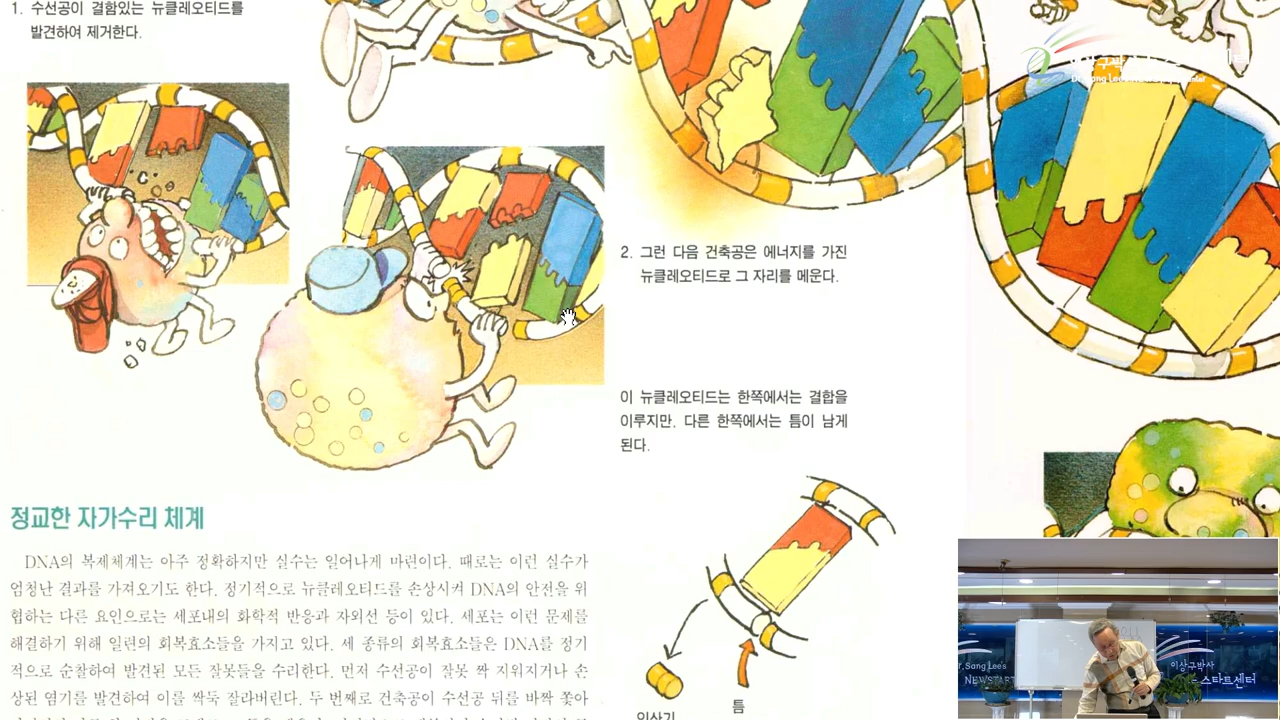 1. 수선공이 결함있는 뉴클레오티드를
발견하여 제거한다.
2. 그런 다음 건축공은 에너지를 가진
뉴클레오티드로 그 자리를 메운다.
이 뉴클레오티드는 한쪽에서는 결합을
이루지만, 다른 한쪽에서는 틈이 남게
된다.
정교한 자가수리 체계
DNA의 복제체계는 아주 정확하지만 실수는 일어나게 마련이다. 때로는 이런 실수가
엄청난 결과를 가져오기도 한다. 정기 으로 뉴클레오티드를 손상시켜 DNA의 안전을 위
협하는 다른 요인으로는 세포내의 화학적 반응과 자외선 등이 있다. 세포는 이런 문제를
해결하기 위해 일련의 회복효소들을 가지고 있다. 세 종류의 회복효소들은 DNA를 정기
적으로 순찰하여 발견된 모든 잘못들을 수리한다. 먼저 수선공이 잘못 짝 지워지거나 손
상된 염기를 발견하여 이를 싹둑 잘라버린다. 두 번째로 건축공이 수선공 뒤를 바짝 쫓아
인산기
틈
Dr. Sang Lee's
NEWSTART
이상구박사
스타트센터